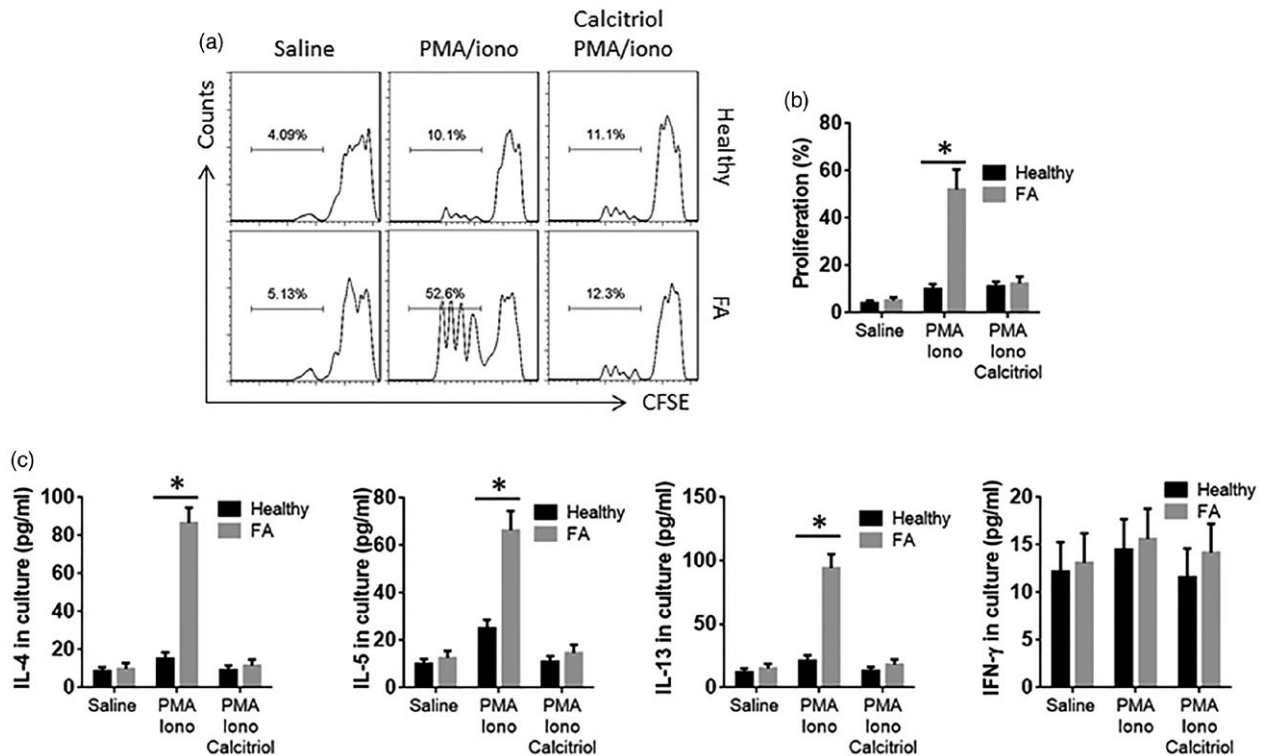 (a)
Saline
PMA/iono
Calcitriol
PMA/iono
Counts
4.09%
10.1%
11.1%
Healthy
5.13%
52.6%
12.3%
FA
CFSE
(b)
Proliferation (%)
80
60
40
20
0
*
Healthy
FA
Saline
PMA
Iono
PMA
Iono
Calcitriol
(c)
IL-4 in culture (pg/ml)
100
80
60
40
20
0
*
Healthy
FA
Saline
PMA
Iono
PMA
Iono
Calcitriol
IL-5 in culture (pg/ml)
80
60
40
20
0
*
Healthy
FA
Saline
PMA
Iono
PMA
Iono
Calcitriol
IL-13 in culture (pg/ml)
150
100
50
0
*
Healthy
FA
Saline
PMA
Iono
PMA
Iono
Calcitriol
IFN-γ in culture (pg/ml)
20
15
10
5
0
Healthy
FA
Saline
PMA
Iono
PMA
Iono
Calcitriol